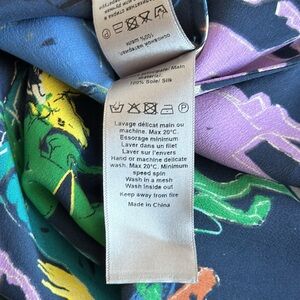 100% Soie/ Silk
Lavage délicat main ou
machine. Max 20°C.
Essorage minimum
Laver dans un filet
Laver sur l'envers
Hand or machine delicate
wash. Max 20°C. Minimum
speed spin
Wash in a mesh
Wash inside out
Keep away from fire
Made in China